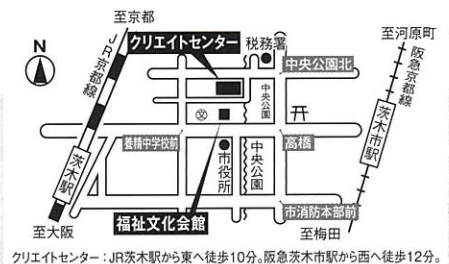 至京都
JR京都線
N
クリエイトセンター
税務署
中央公園北
至河原町
阪急京都線
中央公園
文
養精中学校前
高橋
茨木駅
市役所
中央公園
茨木市駅
福祉文化会館
市消防本部前
至大阪
至梅田
クリエイトセンター：JR茨木駅から東へ徒歩10分。阪急茨木市駅から西へ徒歩12分。